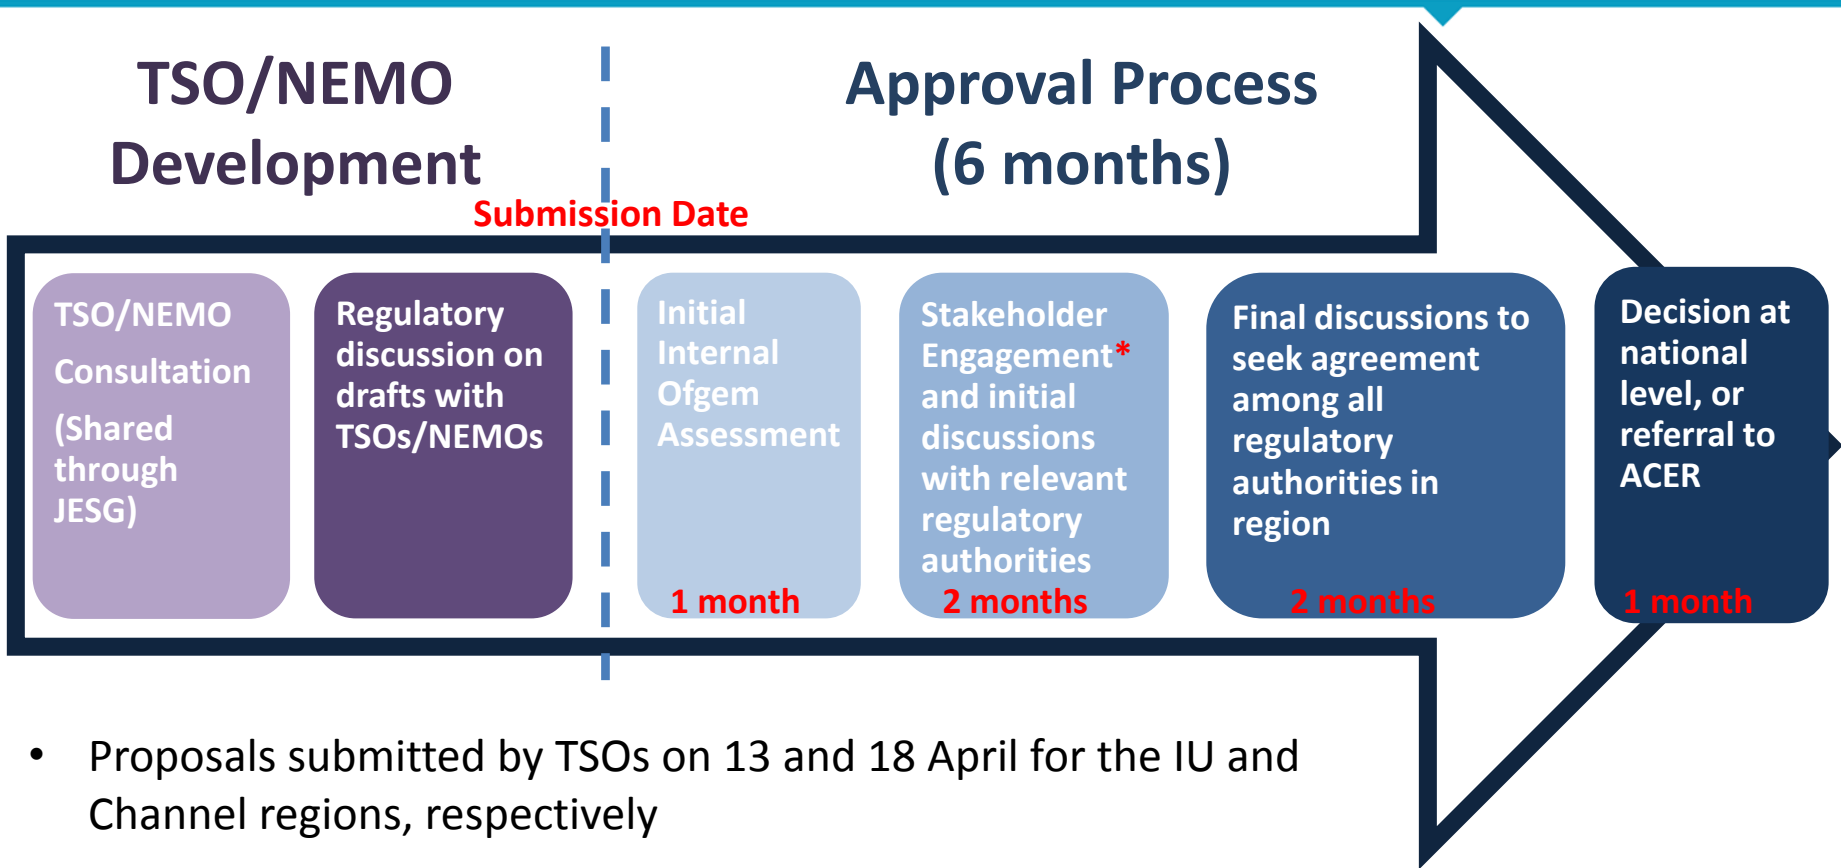 TSO/NEMO
Development
Approval Process
(6 months)
Submission Date
TSO/NEMO
Consultation
(Shared
through
JESG)
Regulatory
discussion on
drafts with
TSOs/NEMOs
Initial
Internal
Ofgem
Assessment
1 month
Stakeholder
Engagement*
and initial
discussions
with relevant
regulatory
authorities
2 months
Final discussions to
seek agreement
among all
regulatory
authorities in
region
2 months
Decision at
national
level, or
referral to
ACER
1 month
• Proposals submitted by TSOs on 13 and 18 April for the IU and
Channel regions, respectively